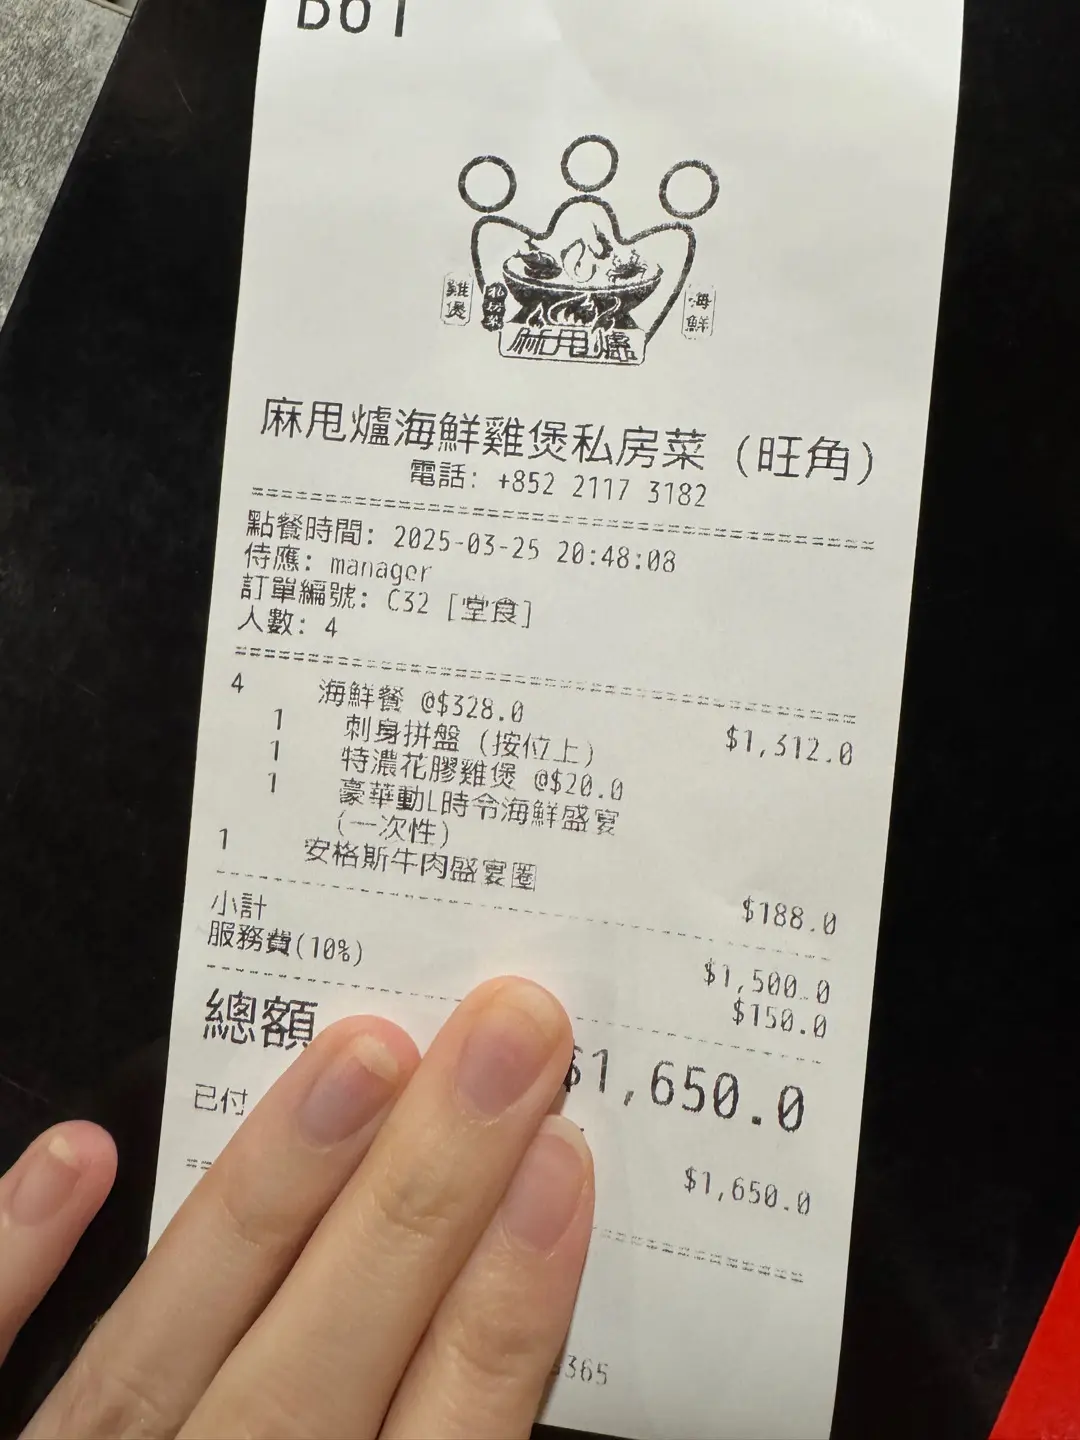 B61
雞煲
私房菜
海鮮
麻甩爐
麻甩爐海鮮雞煲私房菜（旺角）
電話: +852 2117 3182
點餐時間: 2025-03-25 20:48:08
侍應: manager
訂單編號: C32 [堂食]
人數: 4
4 海鮮餐 @$328.0 $1,312.0
1 刺身拼盤 (按位上)
1 特濃花膠雞煲 @$20.0
1 豪華動L時令海鮮盛宴
(一次性)
1 安格斯牛肉盛宴圈 $188.0
小計 $1,500.0
服務費(10%) $150.0
總額 $1,650.0
已付 $1,650.0
365